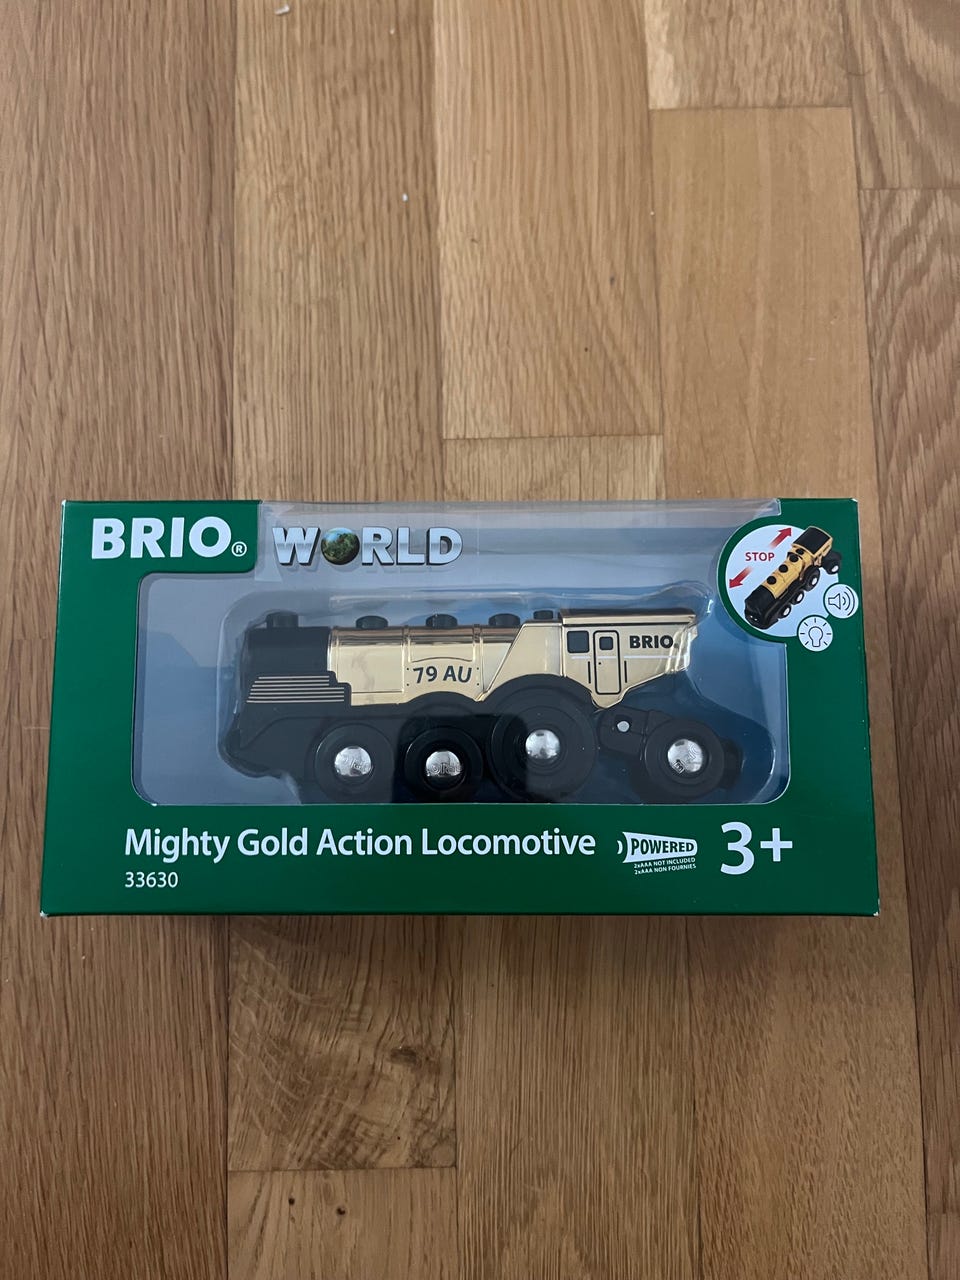 BRIO®
WORLD
STOP
BRIO
79 AU
Mighty Gold Action Locomotive
33630
POWERED
2xAAA NOT INCLUDED
2xAAA NON FOURNIES
3+